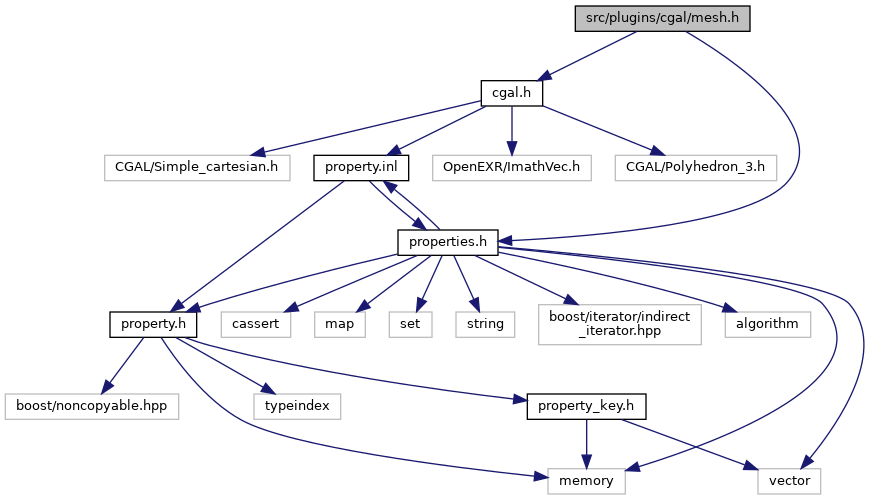 src/plugins/cgal/mesh.h
cgal.h
CGAL/Simple_cartesian.h
property.inl
OpenEXR/ImathVec.h
CGAL/Polyhedron_3.h
properties.h
property.h
cassert
map
set
string
boost/iterator/indirect
_iterator.hpp
algorithm
boost/noncopyable.hpp
typeindex
property_key.h
memory
vector